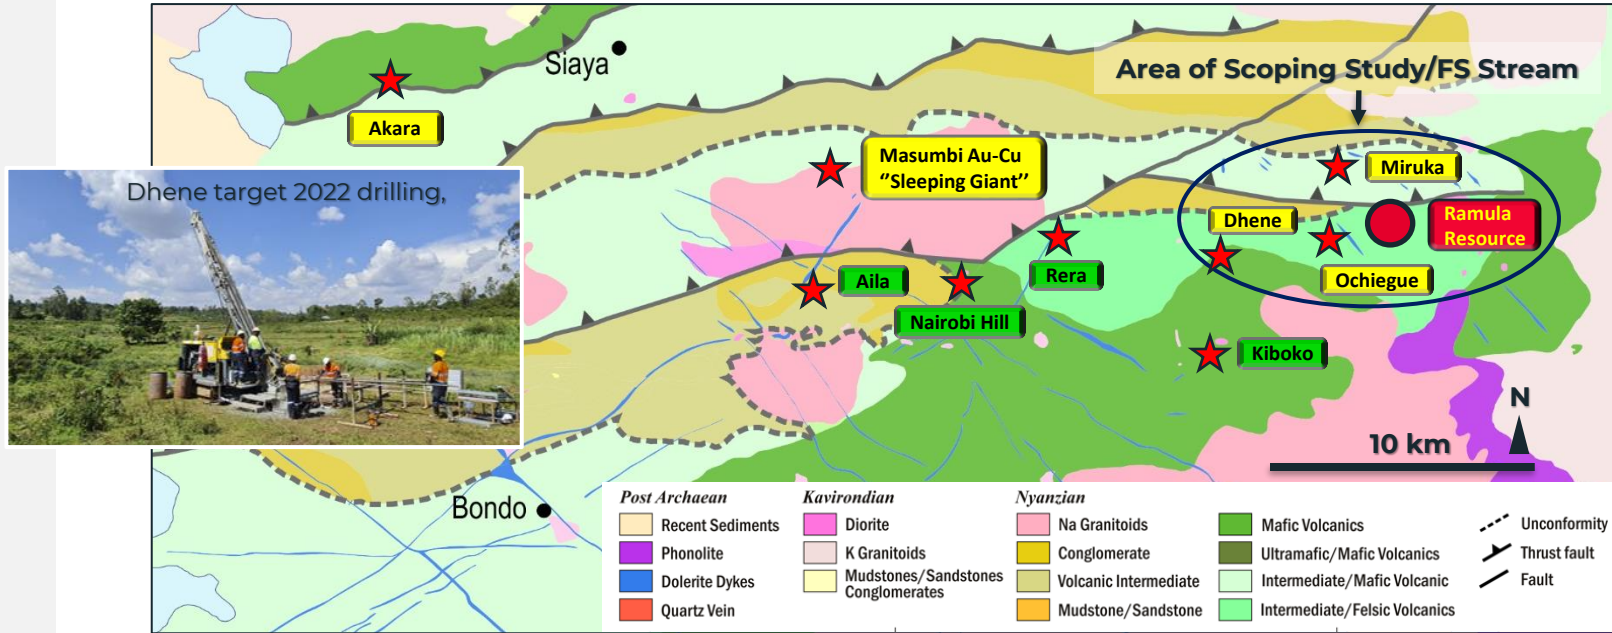 Siaya
Area of Scoping Study/FS Stream
Akara
Masumbi Au-Cu
“Sleeping Giant”
Miruka
Dhene target 2022 drilling,
Dhene
Ramula
Resource
Rera
Aila
Ochiegue
Nairobi Hill
Kiboko
N
10 km
Bondo
Post Archaean
Recent Sediments
Phonolite
Dolerite Dykes
Quartz Vein
Kavirondian
Diorite
K Granitoids
Mudstones/Sandstones
Conglomerates
Nyanzian
Na Granitoids
Conglomerate
Volcanic Intermediate
Mudstone/Sandstone
Mafic Volcanics
Ultramafic/Mafic Volcanics
Intermediate/Mafic Volcanic
Intermediate/Felsic Volcanics
Unconformity
Thrust fault
Fault